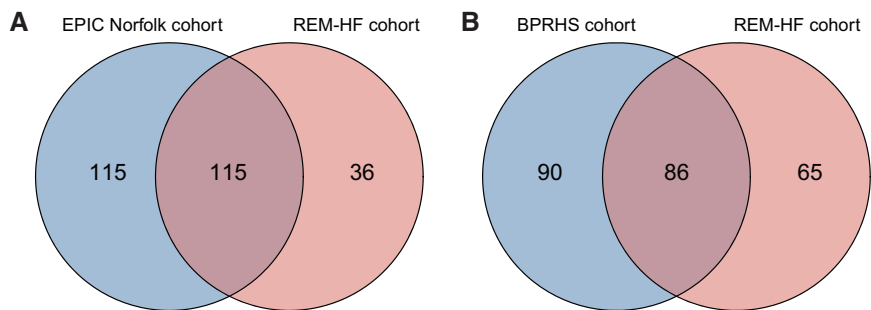 A
EPIC Norfolk cohort
REM-HF cohort
115
115
36
B
BPRHS cohort
REM-HF cohort
90
86
65